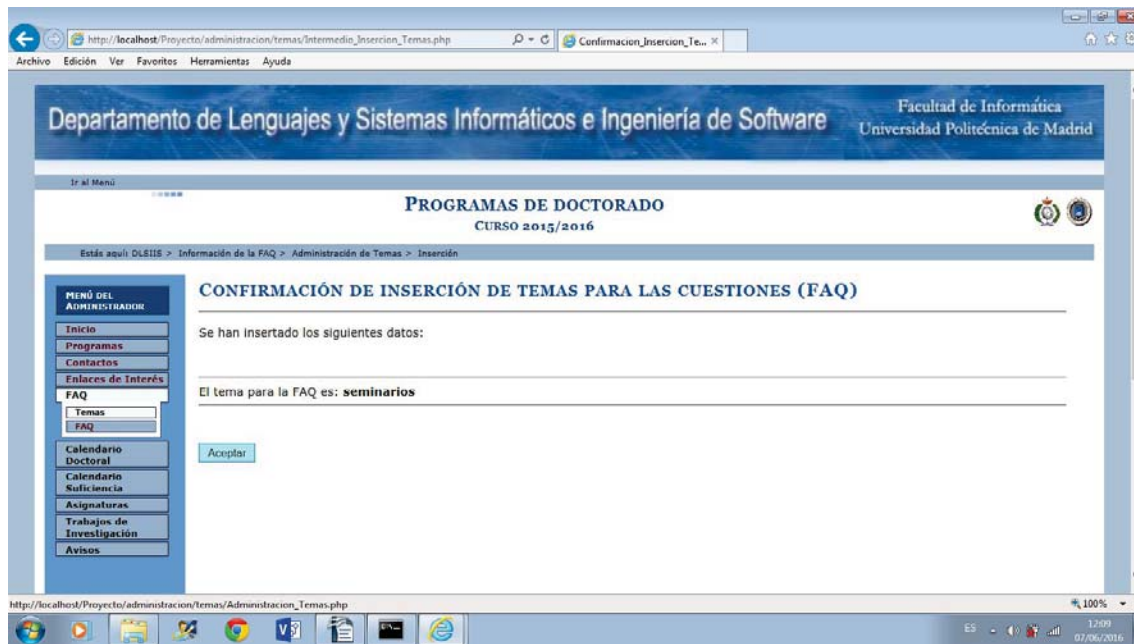 http://localhost/Proyecto/administracion/temas/Intermedio_Insercion_Temas.php
Confirmacion_Insercion_Te...
Archivo Edición Ver Favoritos Herramientas Ayuda
Departamento de Lenguajes y Sistemas Informáticos e Ingeniería de Software
Facultad de Informática
Universidad Politécnica de Madrid
Ir al Menú
PROGRAMAS DE DOCTORADO
CURSO 2015/2016
Estás aquí: DLSIIS > Información de la FAQ > Administración de Temas > Inserción
MENÚ DEL
ADMINISTRADOR
Inicio
Programas
Contactos
Enlaces de Interés
FAQ
Temas
FAQ
Calendario
Doctoral
Calendario
Suficiencia
Asignaturas
Trabajos de
Investigación
Avisos
CONFIRMACIÓN DE INSERCIÓN DE TEMAS PARA LAS CUESTIONES (FAQ)
Se han insertado los siguientes datos:
El tema para la FAQ es: seminarios
Aceptar
http://localhost/Proyecto/administracion/temas/Administracion_Temas.php
100%
ES
12:09
07/06/2016